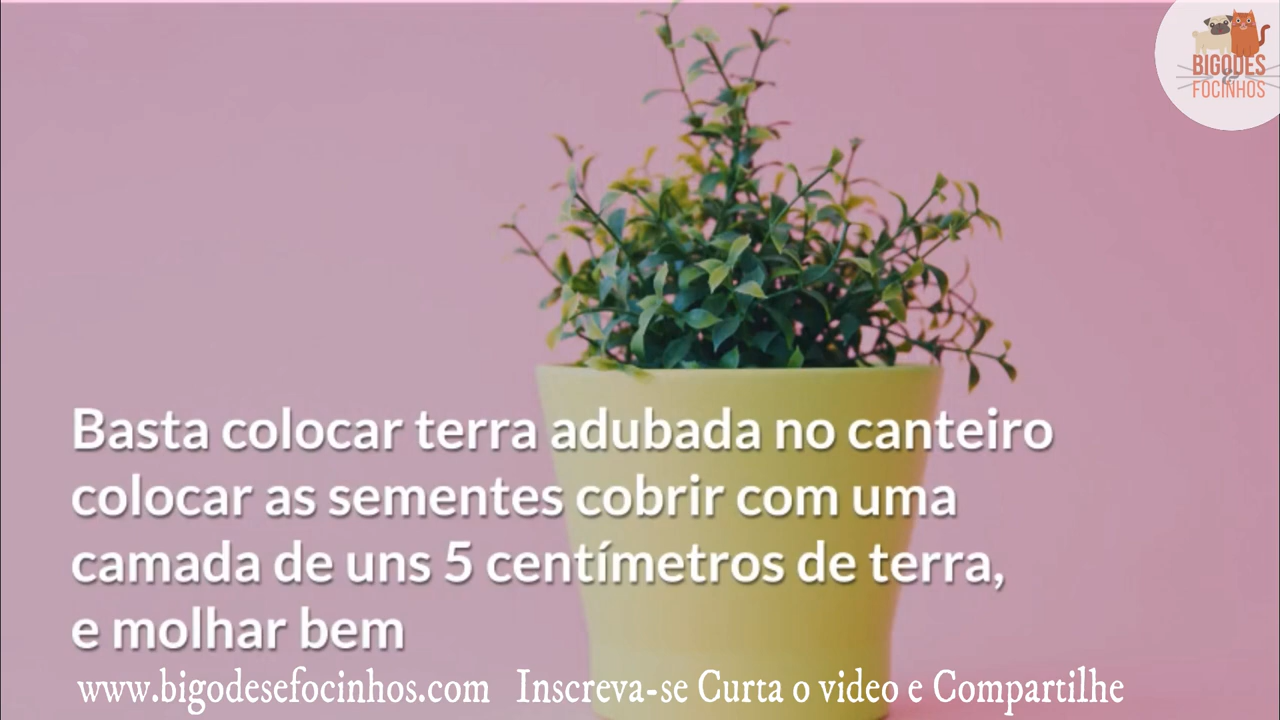 BIGODES
&
FOCINHOS
Basta colocar terra adubada no canteiro
colocar as sementes cobrir com uma
camada de uns 5 centímetros de terra,
e molhar bem
www.bigodesefocinhos.com Inscreva-se Curta o video e Compartilhe